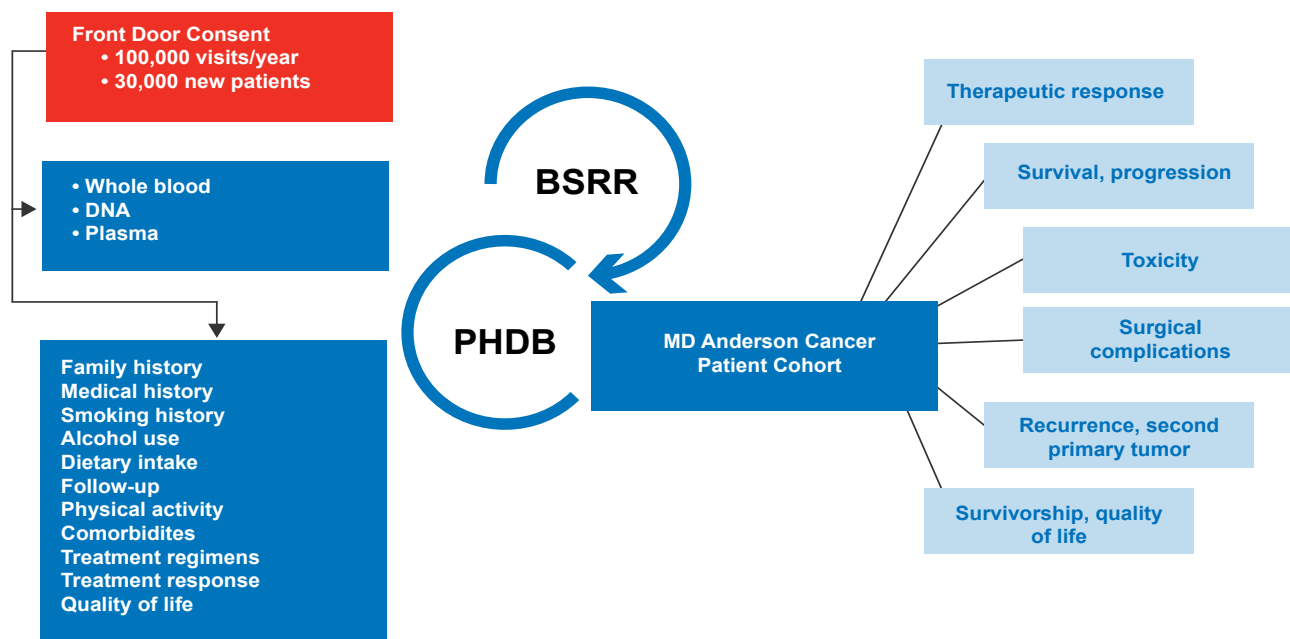 Front Door Consent
• 100,000 visits/year
• 30,000 new patients
• Whole blood
• DNA
• Plasma
Family history
Medical history
Smoking history
Alcohol use
Dietary intake
Follow-up
Physical activity
Comorbidites
Treatment regimens
Treatment response
Quality of life
BSRR
PHDB
MD Anderson Cancer
Patient Cohort
Therapeutic response
Survival, progression
Toxicity
Surgical
complications
Recurrence, second
primary tumor
Survivorship, quality
of life